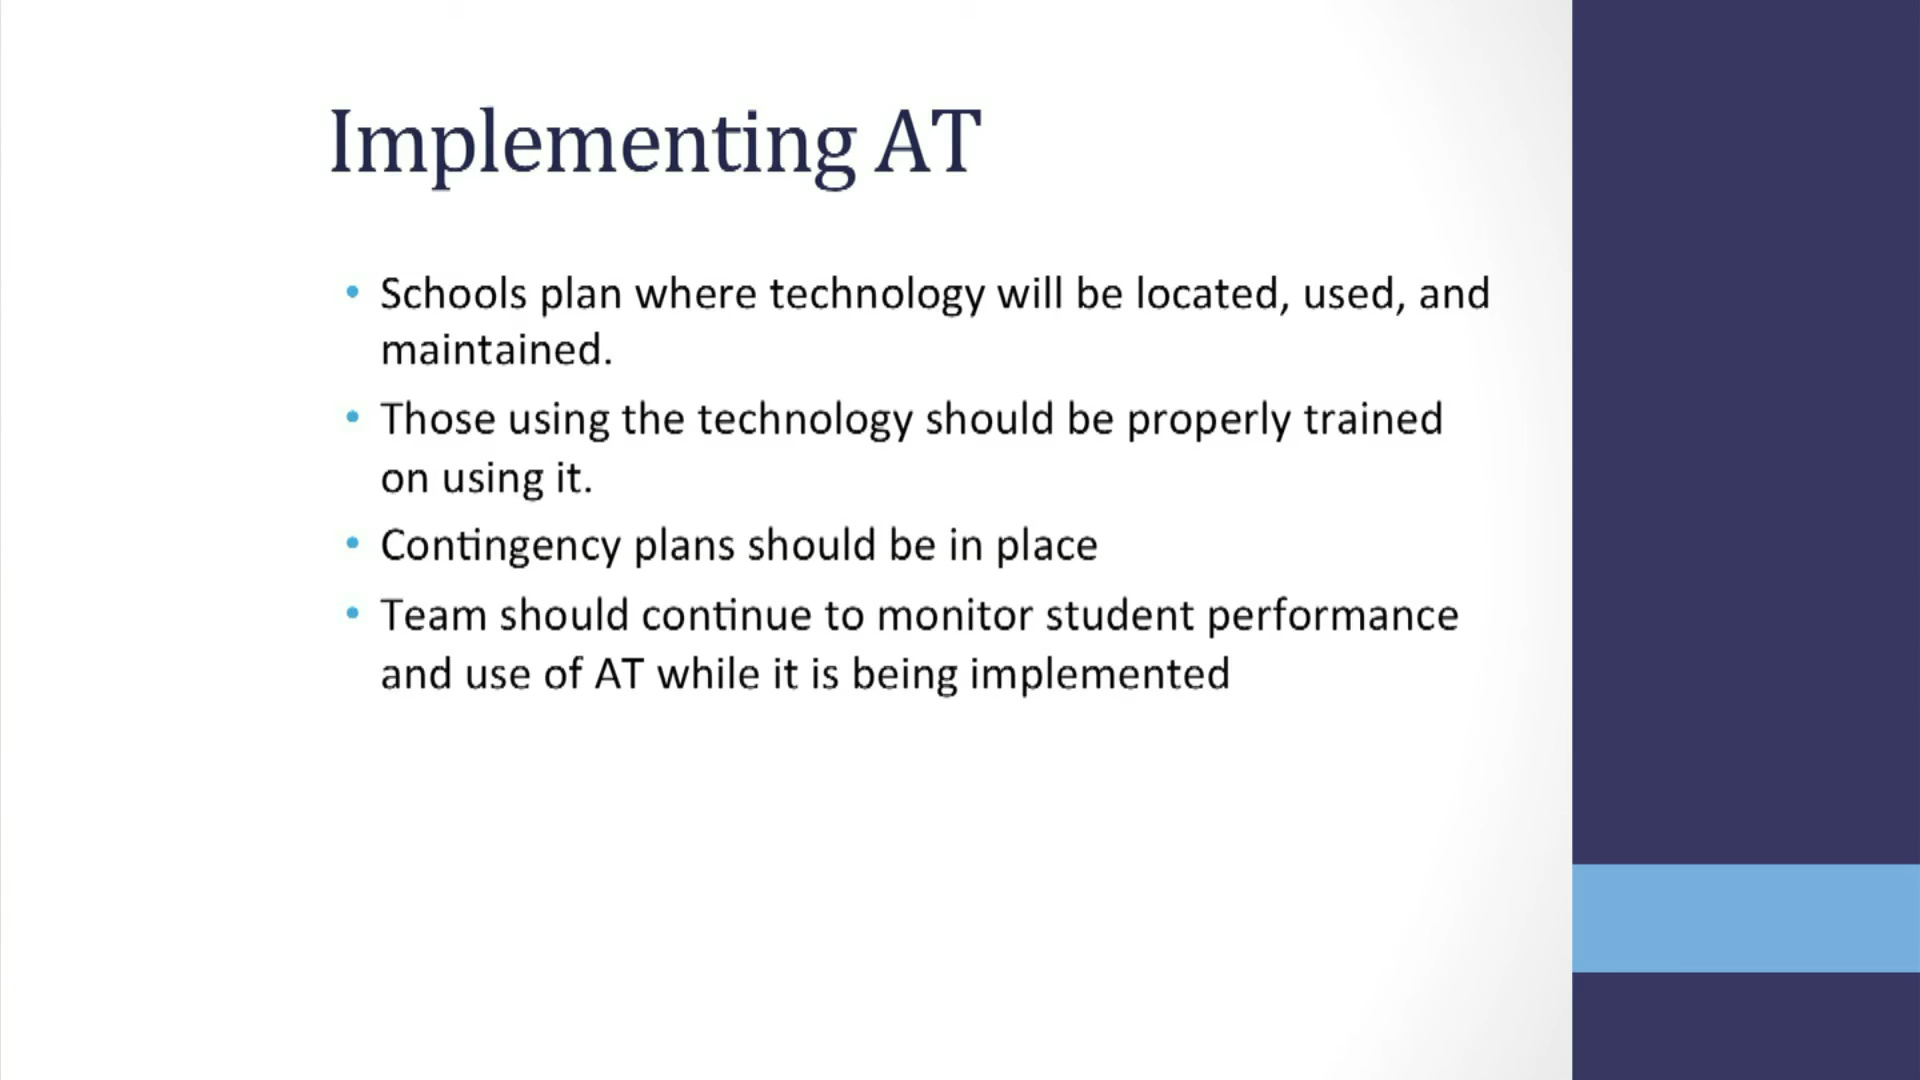 Implementing AT
• Schools plan where technology will be located, used, and
maintained.
• Those using the technology should be properly trained
on using it.
• Contingency plans should be in place
• Team should continue to monitor student performance
and use of AT while it is being implemented